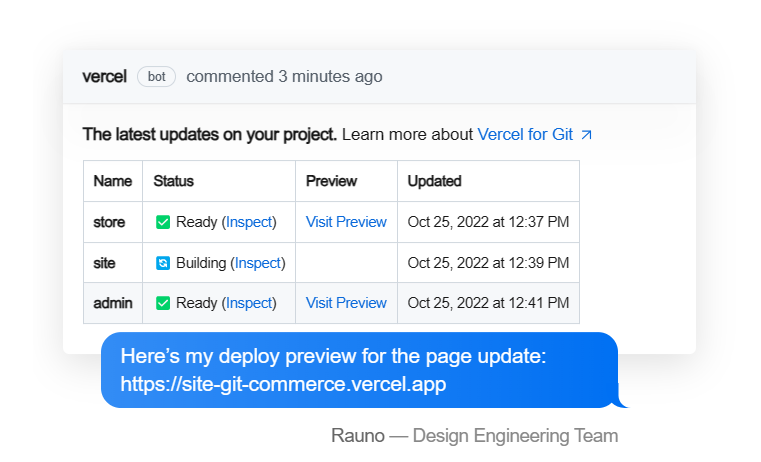 vercel bot commented 3 minutes ago
The latest updates on your project. Learn more about Vercel for Git ↗
Name Status Preview Updated
store ✅ Ready (Inspect) Visit Preview Oct 25, 2022 at 12:37 PM
site 🔄 Building (Inspect) Oct 25, 2022 at 12:39 PM
admin ✅ Ready (Inspect) Visit Preview Oct 25, 2022 at 12:41 PM
Here’s my deploy preview for the page update:
https://site-git-commerce.vercel.app
Rauno — Design Engineering Team